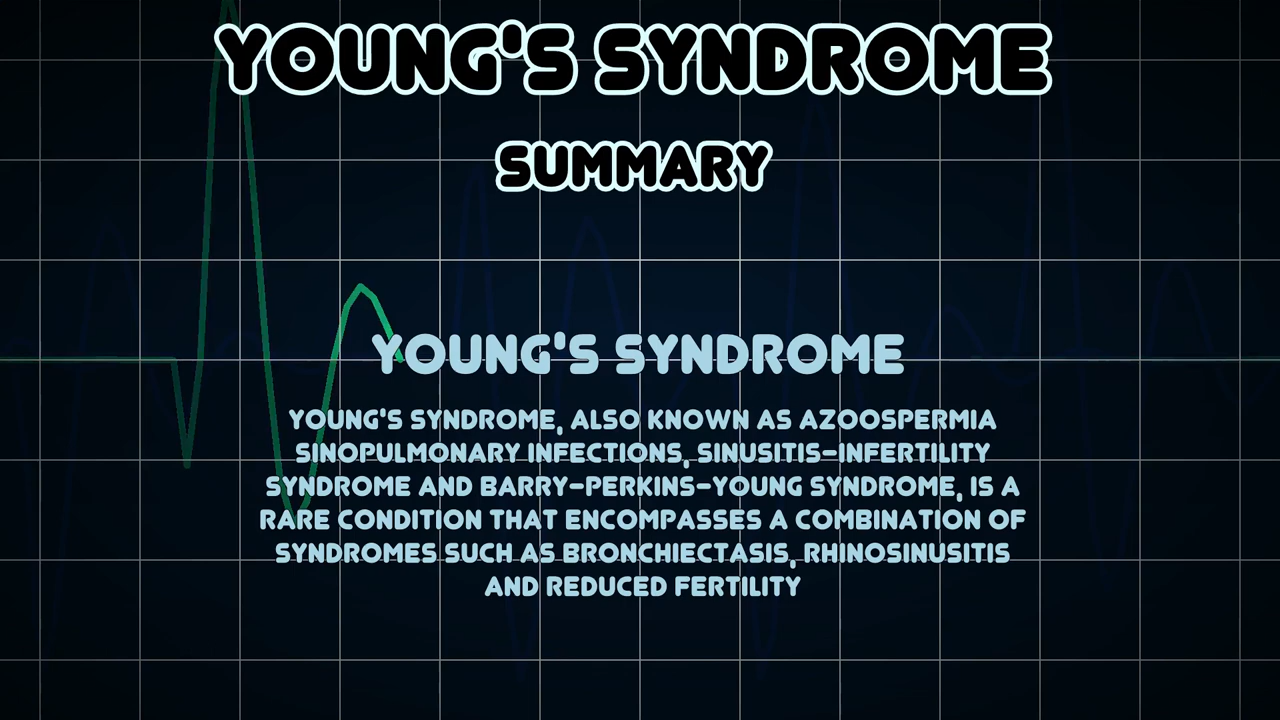 YOUNG'S SYNDROME
SUMMARY
YOUNG'S SYNDROME
YOUNG'S SYNDROME, ALSO KNOWN AS AZOOSPERMIA
SINOPULMONARY INFECTIONS, SINUSITIS-INFERTILITY
SYNDROME AND BARRY-PERKINS-YOUNG SYNDROME, IS A
RARE CONDITION THAT ENCOMPASSES A COMBINATION OF
SYNDROMES SUCH AS BRONCHIECTASIS, RHINOSINUSITIS
AND REDUCED FERTILITY